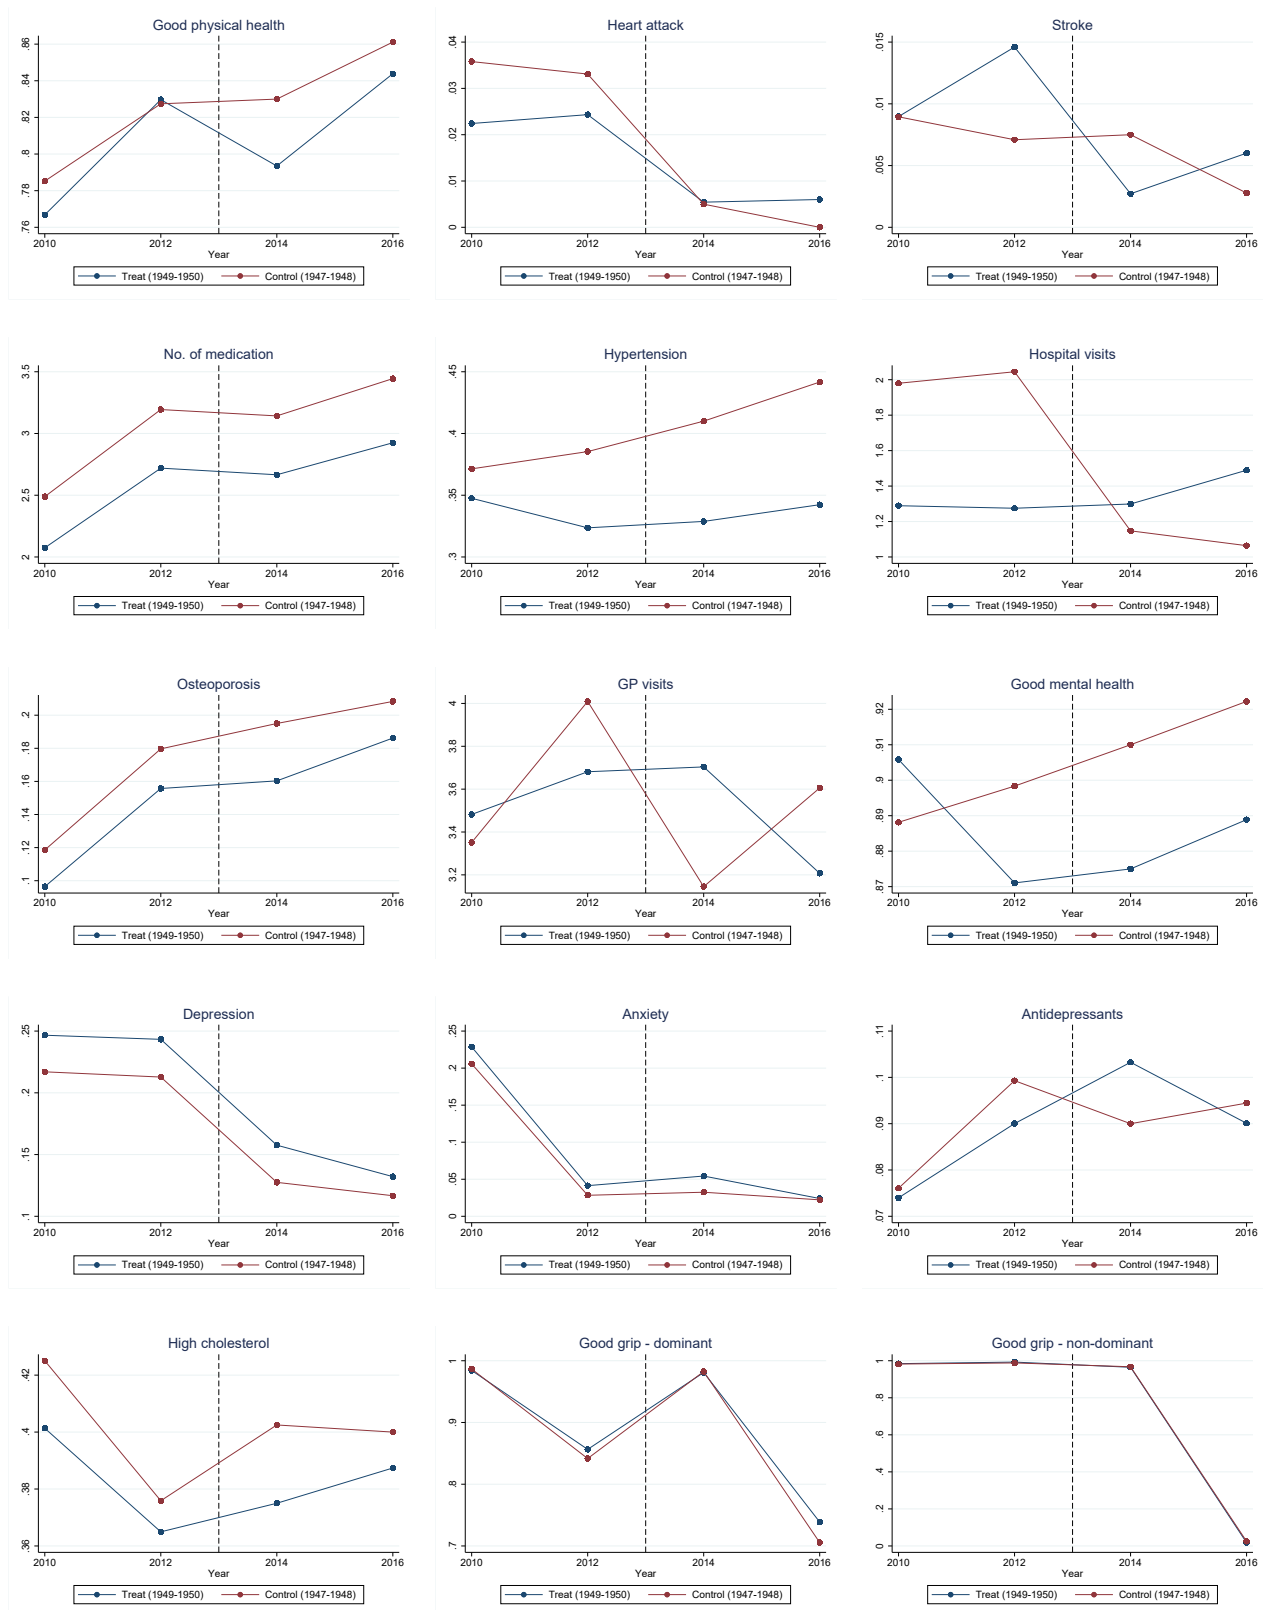 Good physical health
.86
.84
.82
.8
.78
.76
2010 2012 2014 2016
Year
Treat (1949-1950) Control (1947-1948)
Heart attack
.04
.03
.02
.01
0
2010 2012 2014 2016
Year
Treat (1949-1950) Control (1947-1948)
Stroke
.015
.01
.005
0
2010 2012 2014 2016
Year
Treat (1949-1950) Control (1947-1948)
No. of medication
3.5
3
2.5
2
2010 2012 2014 2016
Year
Treat (1949-1950) Control (1947-1948)
Hypertension
.45
.4
.35
.3
2010 2012 2014 2016
Year
Treat (1949-1950) Control (1947-1948)
Hospital visits
2
1.8
1.6
1.4
1.2
1
2010 2012 2014 2016
Year
Treat (1949-1950) Control (1947-1948)
Osteoporosis
.2
.18
.16
.14
.12
.1
2010 2012 2014 2016
Year
Treat (1949-1950) Control (1947-1948)
GP visits
4
3.8
3.6
3.4
3.2
2010 2012 2014 2016
Year
Treat (1949-1950) Control (1947-1948)
Good mental health
.92
.91
.9
.89
.88
.87
2010 2012 2014 2016
Year
Treat (1949-1950) Control (1947-1948)
Depression
.25
.2
.15
.1
2010 2012 2014 2016
Year
Treat (1949-1950) Control (1947-1948)
Anxiety
.25
.2
.15
.1
.05
0
2010 2012 2014 2016
Year
Treat (1949-1950) Control (1947-1948)
Antidepressants
.11
.1
.09
.08
.07
2010 2012 2014 2016
Year
Treat (1949-1950) Control (1947-1948)
High cholesterol
.42
.4
.38
.36
2010 2012 2014 2016
Year
Treat (1949-1950) Control (1947-1948)
Good grip - dominant
1
.9
.8
.7
2010 2012 2014 2016
Year
Treat (1949-1950) Control (1947-1948)
Good grip - non-dominant
1
.8
.6
.4
.2
0
2010 2012 2014 2016
Year
Treat (1949-1950) Control (1947-1948)